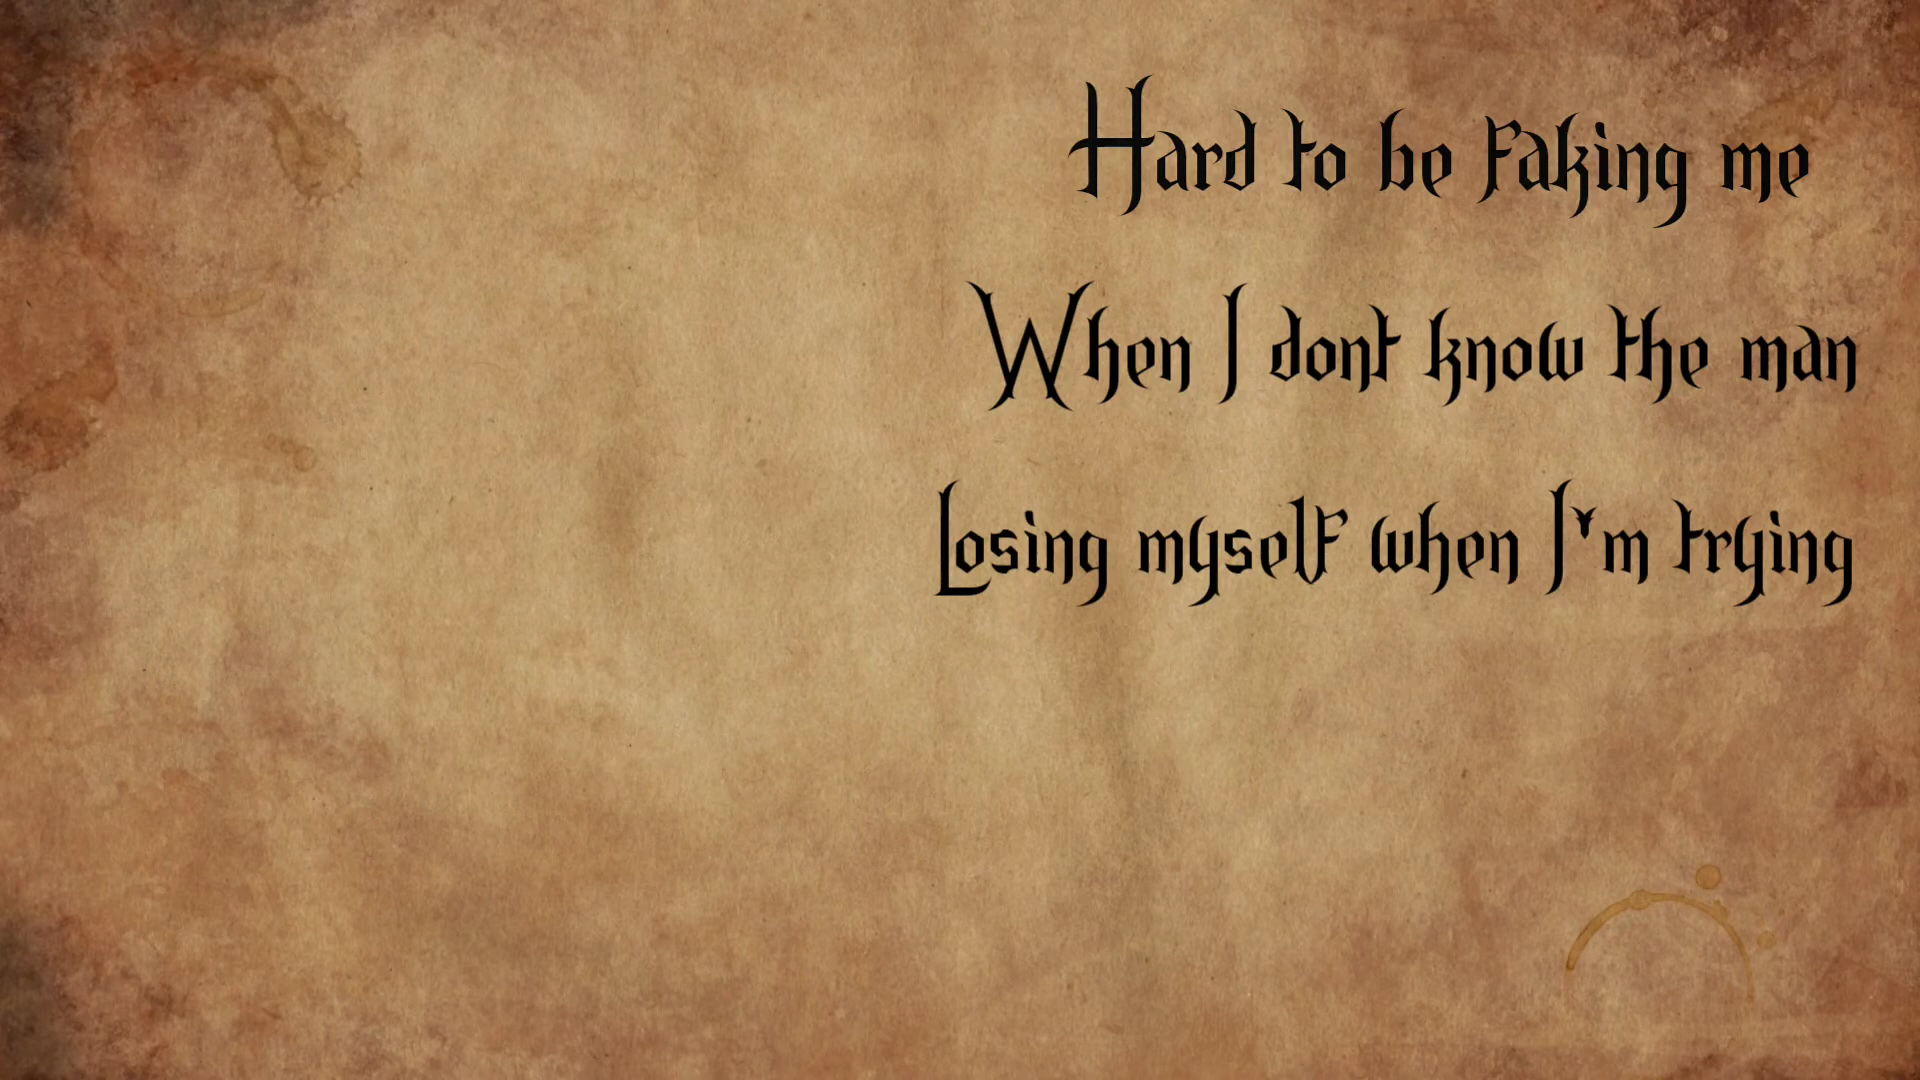 Hard to be faking me
When I dont know the man
Losing myself when I'm trying